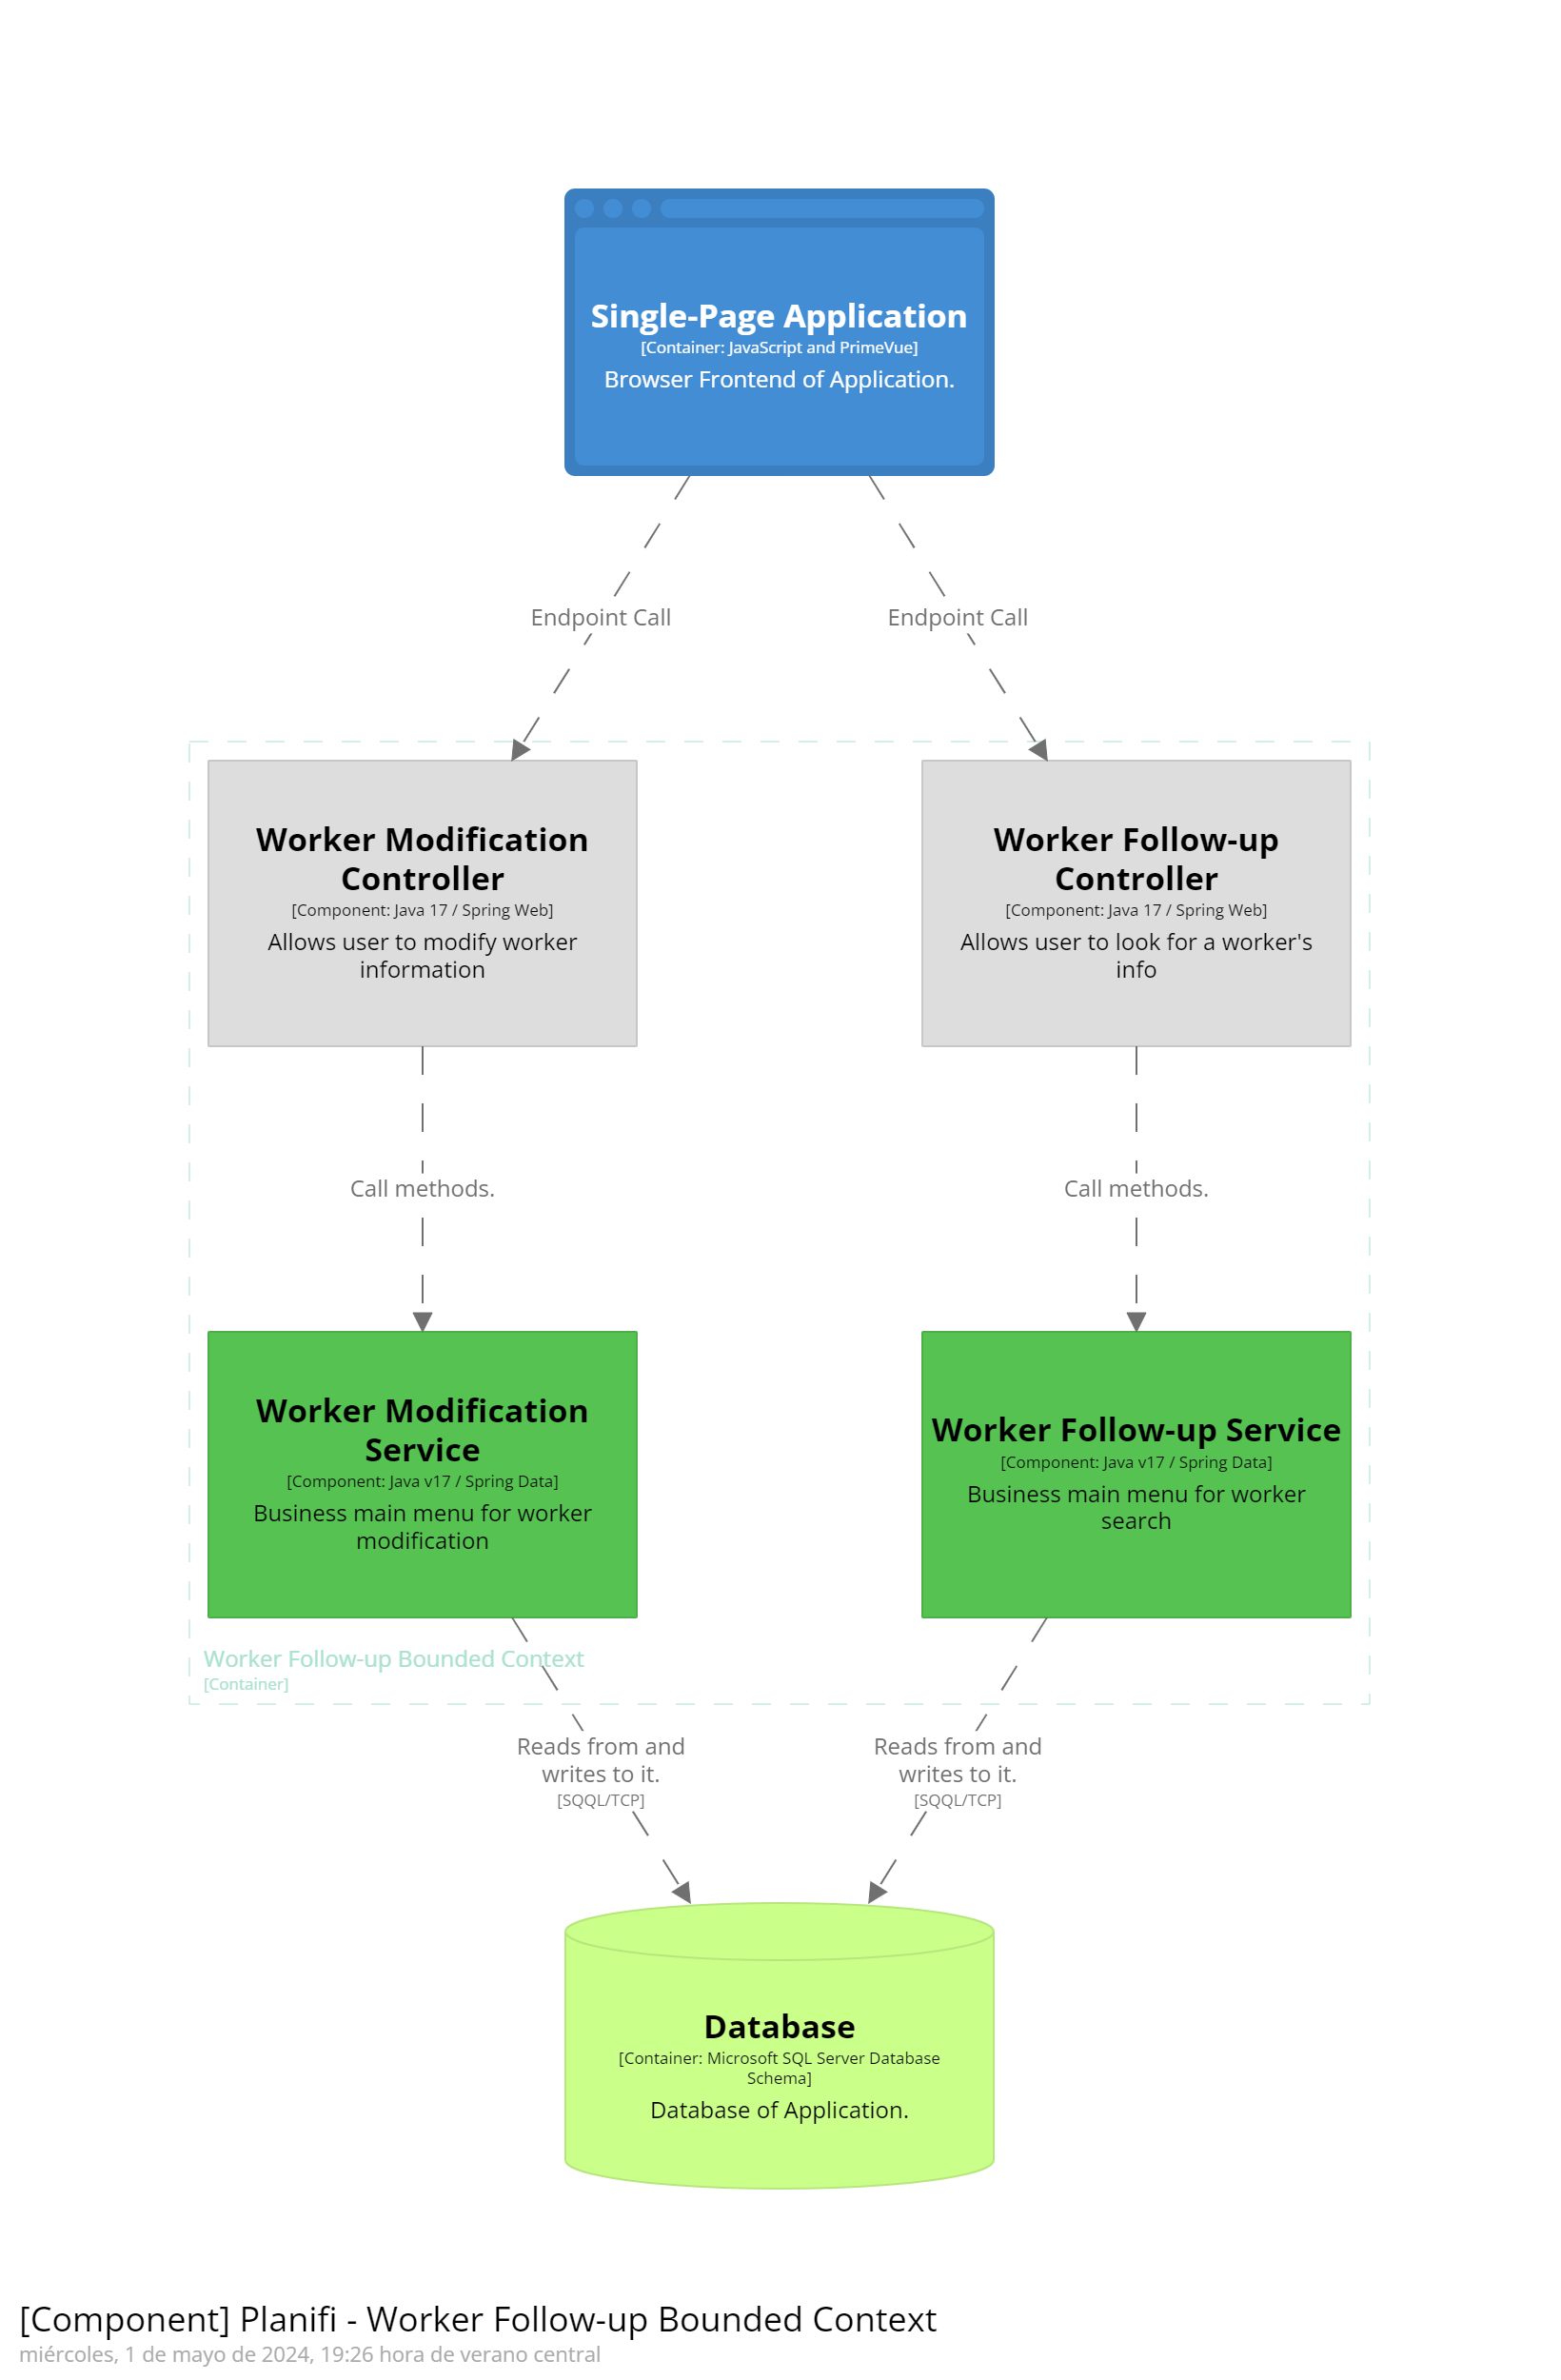 Single-Page Application
[Container: JavaScript and PrimeVue]
Browser Frontend of Application.
Endpoint Call
Endpoint Call
Worker Modification
Controller
[Component: Java 17 / Spring Web]
Allows user to modify worker
information
Worker Follow-up
Controller
[Component: Java 17 / Spring Web]
Allows user to look for a worker's
info
Call methods.
Call methods.
Worker Modification
Service
[Component: Java v17 / Spring Data]
Business main menu for worker
modification
Worker Follow-up Service
[Component: Java v17 / Spring Data]
Business main menu for worker
search
Worker Follow-up Bounded Context
[Container]
Reads from and
writes to it.
[SQQL/TCP]
Reads from and
writes to it.
[SQQL/TCP]
Database
[Container: Microsoft SQL Server Database
Schema]
Database of Application.
[Component] Planifi - Worker Follow-up Bounded Context
miércoles, 1 de mayo de 2024, 19:26 hora de verano central